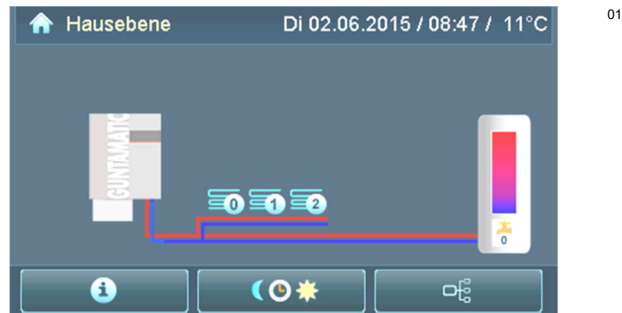 Hausebene Di 02.06.2015 / 08:47 / 11°C
01
GUNTAMATIC
0 1 2
0
i